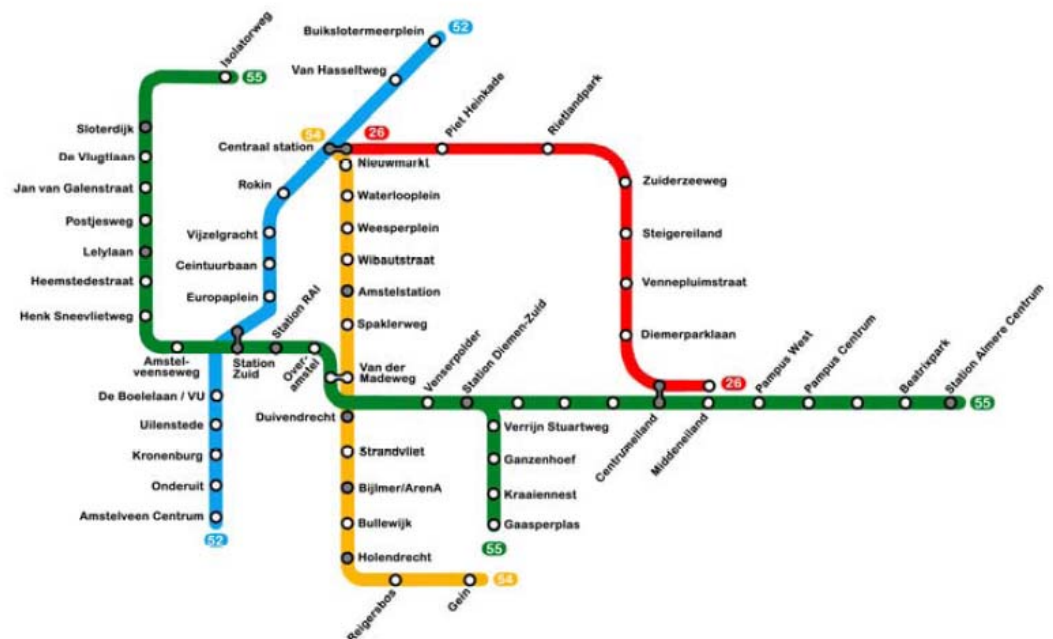 Isolatorweg
55
Sloterdijk
De Vlugtlaan
Jan van Galenstraat
Postjesweg
Lelylaan
Heemstedestraat
Henk Sneevlietweg
Amstel-
veenseweg
Station
Zuid
Station RAI
Over-
amstel
52
Buikslotermeerplein
Van Hasseltweg
54
26
Centraal station
Rokin
Vijzelgracht
Ceintuurbaan
Europaplein
De Boelelaan / VU
Uilenstede
Kronenburg
Onderuit
Amstelveen Centrum
52
Nieuwmarkt
Waterlooplein
Weesperplein
Wibautstraat
Amstelstation
Spaklerweg
Van der
Madeweg
Duivendrecht
Strandvliet
Bijlmer/ArenA
Bullewijk
Holendrecht
Reigersbos
Gein
54
Piet Heinkade
Rietlandpark
Zuiderzeeweg
Steigereiland
Vennepluimstraat
Diemerparklaan
26
Venserpolder
Station Diemen-Zuid
Verrijn Stuartweg
Ganzenhoef
Kraaiennest
Gaasperplas
55
Centrumeiland
Middeneiland
Pampus West
Pampus Centrum
Beatrixpark
Station Almere Centrum
55